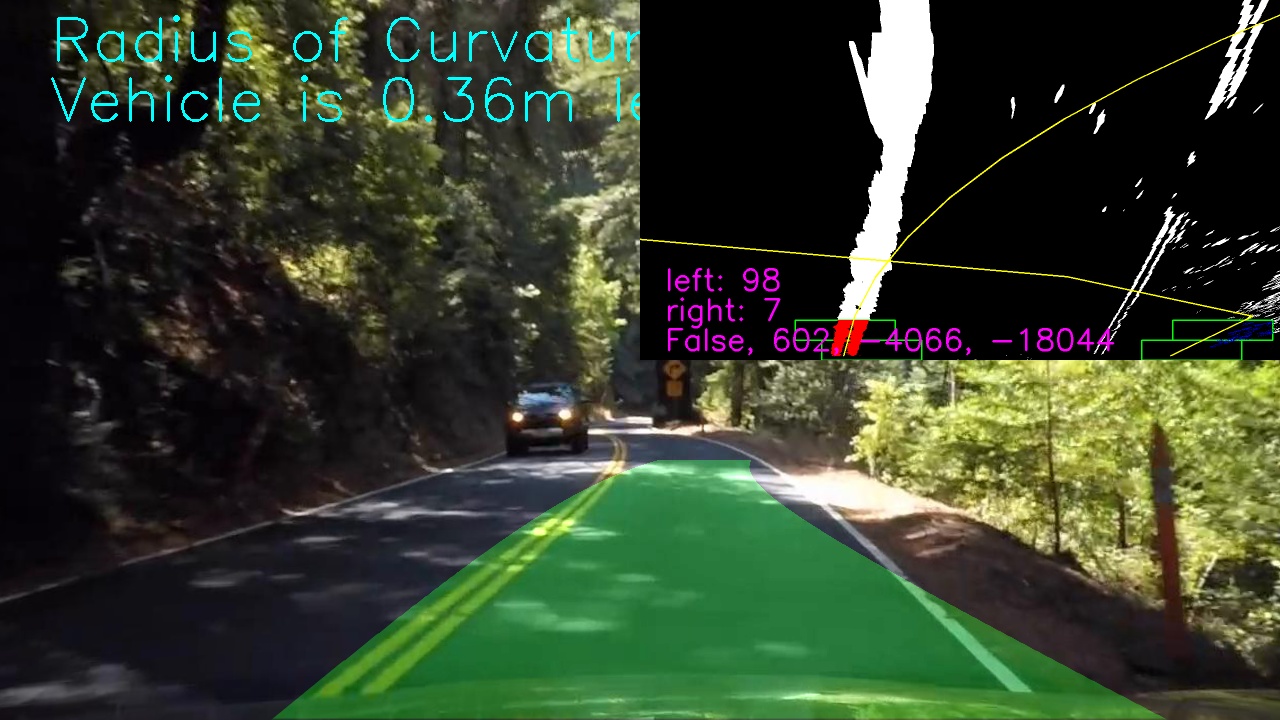 Radius of Curvatur
Vehicle is 0.36m le
left: 98
right: 7
False, 602, -4066, -18044